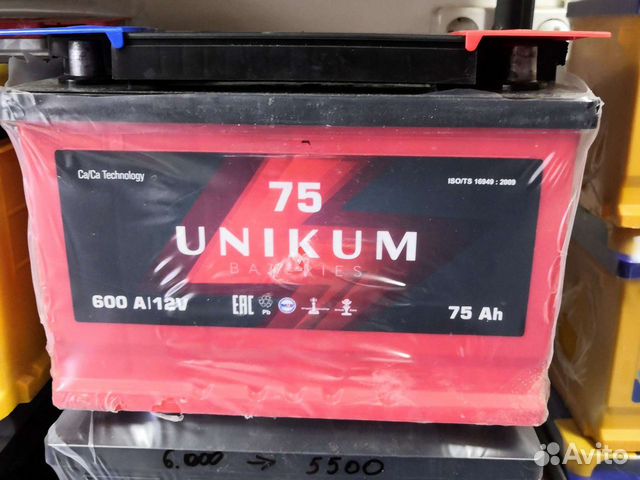 Ca/Ca Technology
ISO/TS 16949 : 2009
75
UNIKUM
BATTERIES
600 A|12V
EAC
Pb
75 Ah
6.000 → 5500
Avito